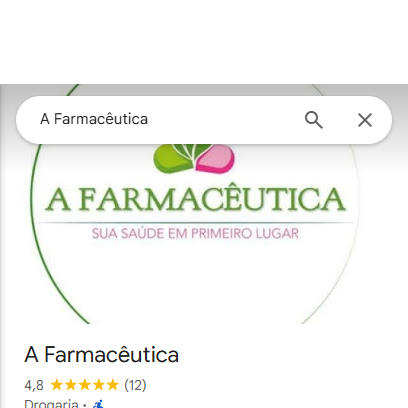 A Farmacêutica
A FARMACÊUTICA
SUA SAÚDE EM PRIMEIRO LUGAR
A Farmacêutica
4,8 ★★★★★ (12)
Drogaria ·